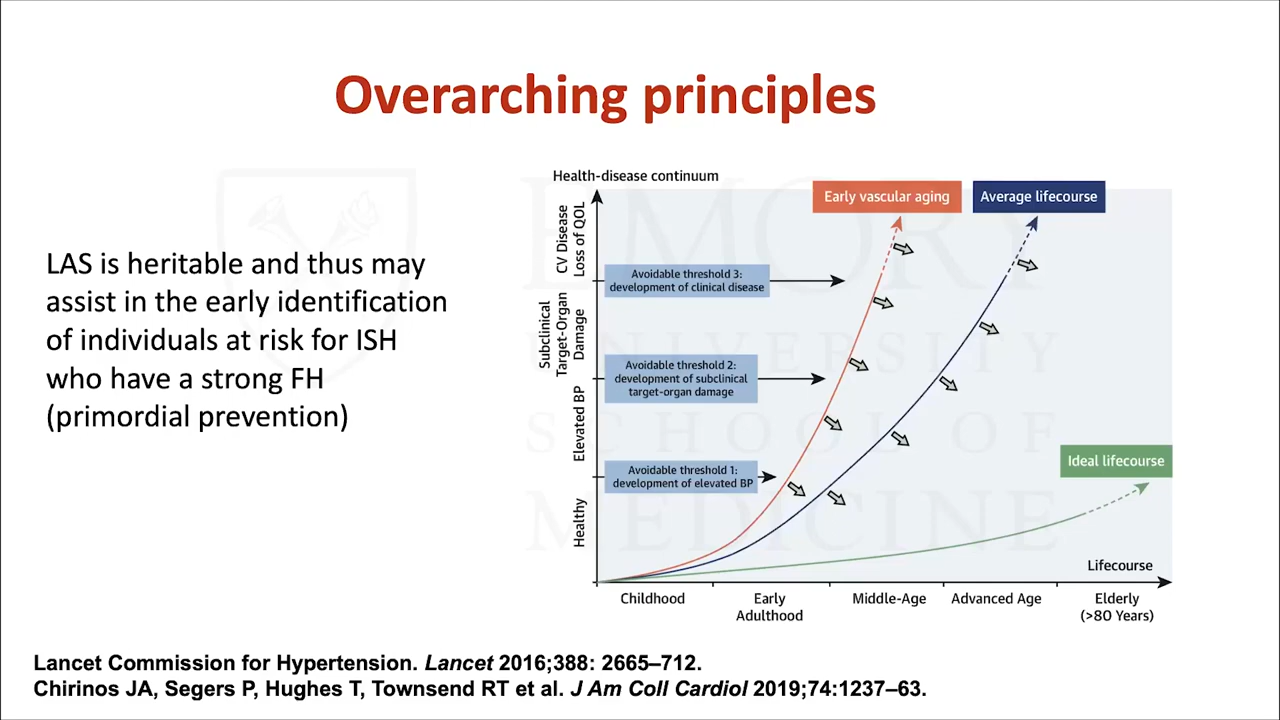 Overarching principles
LAS is heritable and thus may
assist in the early identification
of individuals at risk for ISH
who have a strong FH
(primordial prevention)
Health-disease continuum
CV Disease
Loss of QOL
Subclinical
Target-Organ
Damage
Elevated BP
Healthy
Early vascular aging
Average lifecourse
Avoidable threshold 3:
development of clinical disease
Avoidable threshold 2:
development of subclinical
target-organ damage
Avoidable threshold 1:
development of elevated BP
Ideal lifecourse
Lifecourse
Childhood
Early
Adulthood
Middle-Age
Advanced Age
Elderly
(>80 Years)
EMORY
UNIVERSITY
SCHOOL OF
MEDICINE
Lancet Commission for Hypertension. Lancet 2016;388: 2665–712.
Chirinos JA, Segers P, Hughes T, Townsend RT et al. J Am Coll Cardiol 2019;74:1237–63.